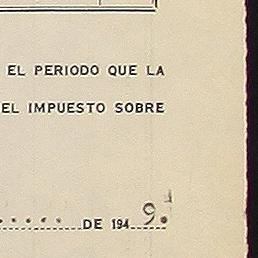 EL PERIODO QUE LA
EL IMPUESTO SOBRE
...... DE 194 9.